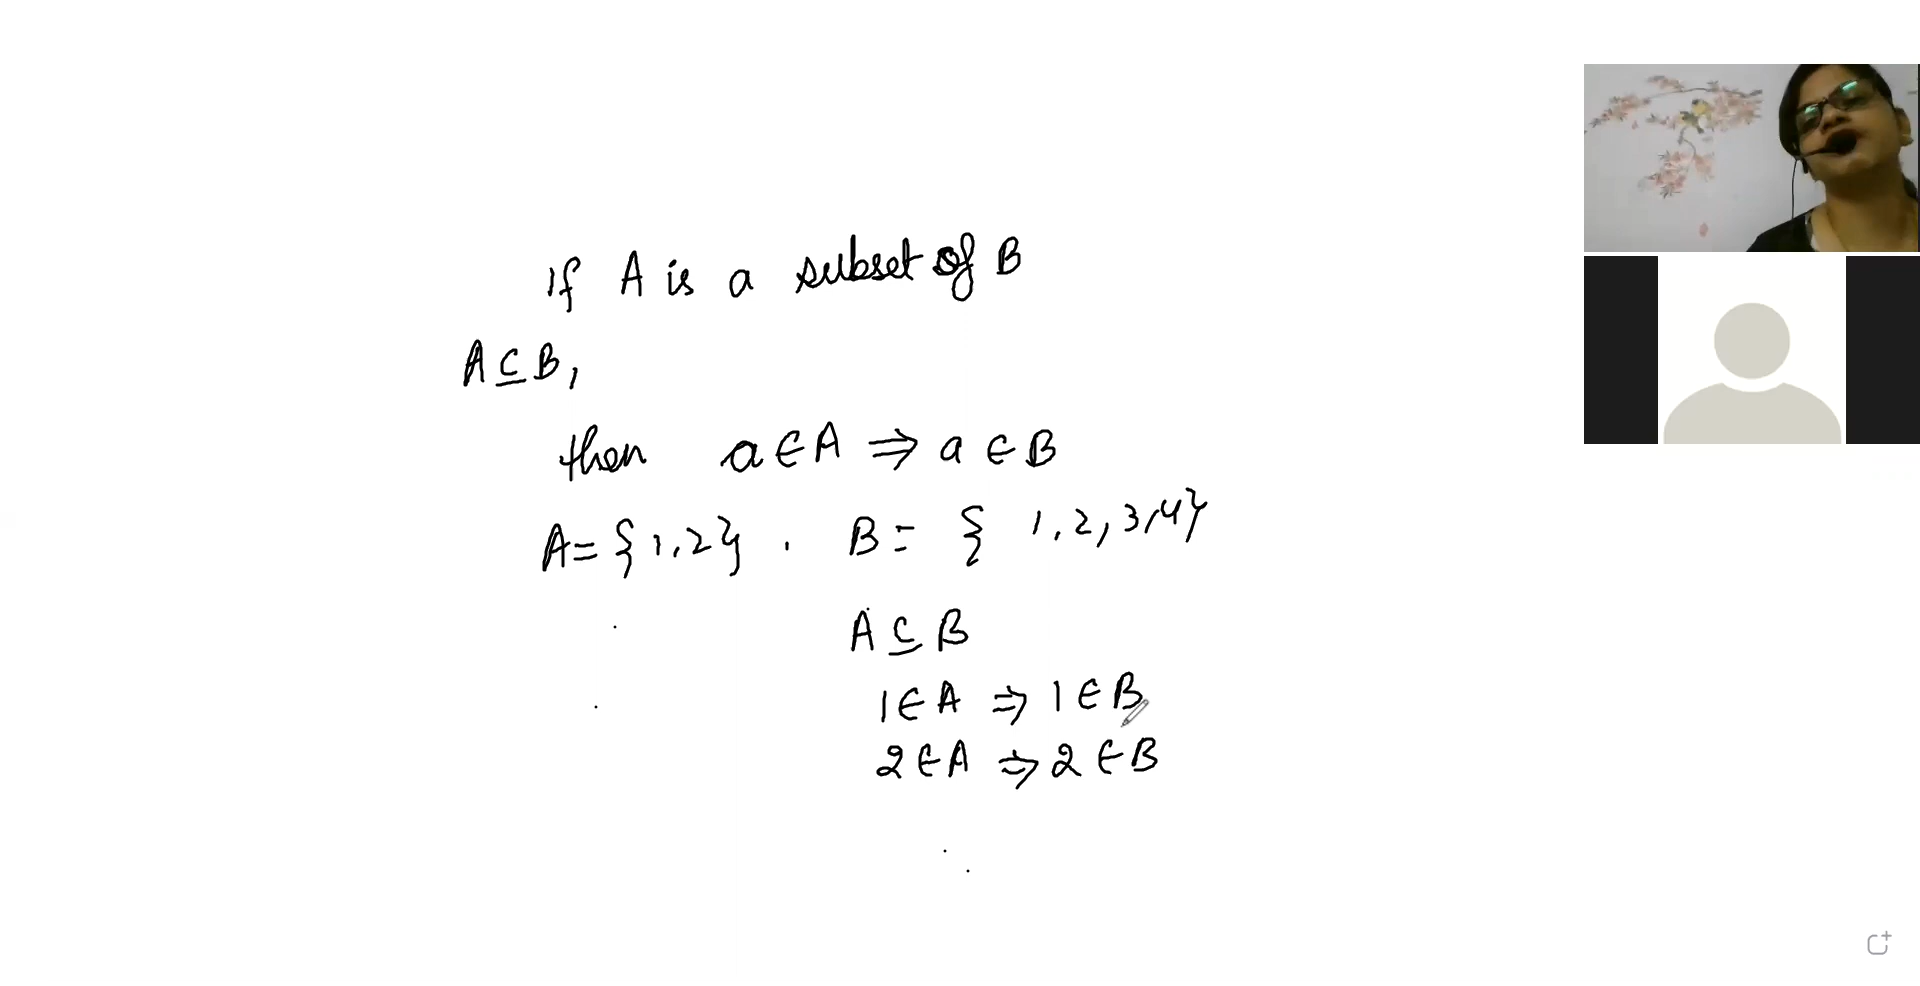 If A is a subset of B
A ⊆ B,
then a ∈ A ⇒ a ∈ B
A = {1, 2} . B = { 1, 2, 3, 4}
A ⊆ B
1 ∈ A ⇒ 1 ∈ B
2 ∈ A ⇒ 2 ∈ B